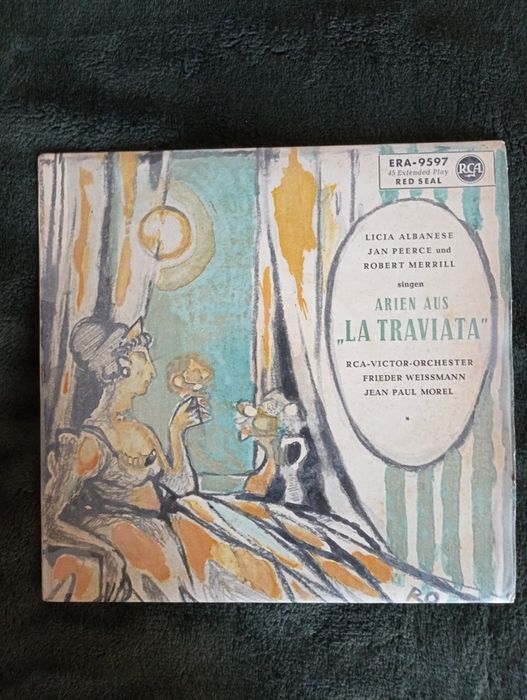 ERA-9597
45 Extended Play
RED SEAL
RCA
LICIA ALBANESE
JAN PEERCE und
ROBERT MERRILL
singen
ARIEN AUS
„LA TRAVIATA"
RCA-VICTOR-ORCHESTER
FRIEDER WEISSMANN
JEAN PAUL MOREL
*